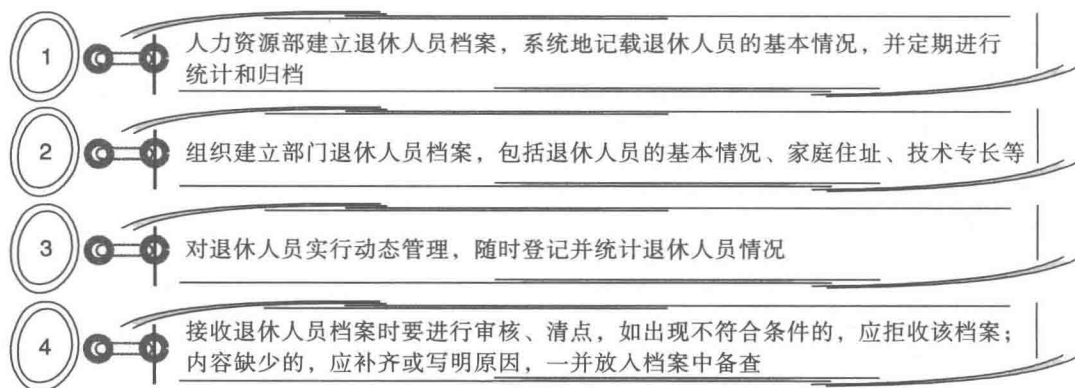 1
人力资源部建立退休人员档案，系统地记载退休人员的基本情况，并定期进行
统计和归档
2
组织建立部门退休人员档案，包括退休人员的基本情况、家庭住址、技术专长等
3
对退休人员实行动态管理，随时登记并统计退休人员情况
4
接收退休人员档案时要进行审核、清点，如出现不符合条件的，应拒收该档案；
内容缺少的，应补齐或写明原因，一并放入档案中备查